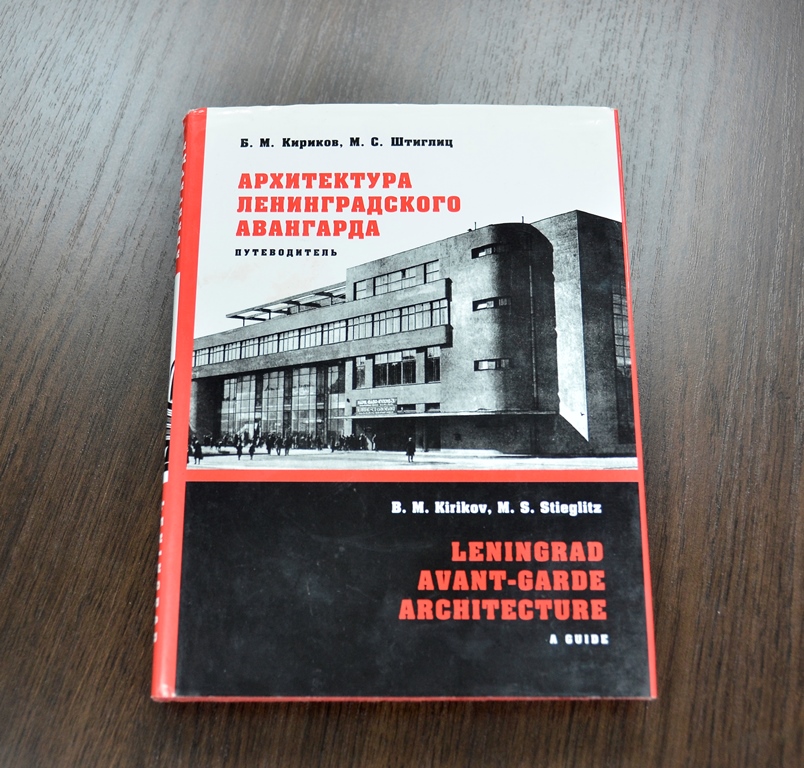 Б. М. Кириков, М. С. Штиглиц
АРХИТЕКТУРА
ЛЕНИНГРАДСКОГО
АВАНГАРДА
ПУТЕВОДИТЕЛЬ
B. M. Kirikov, M. S. Stieglitz
LENINGRAD
AVANT-GARDE
ARCHITECTURE
A GUIDE